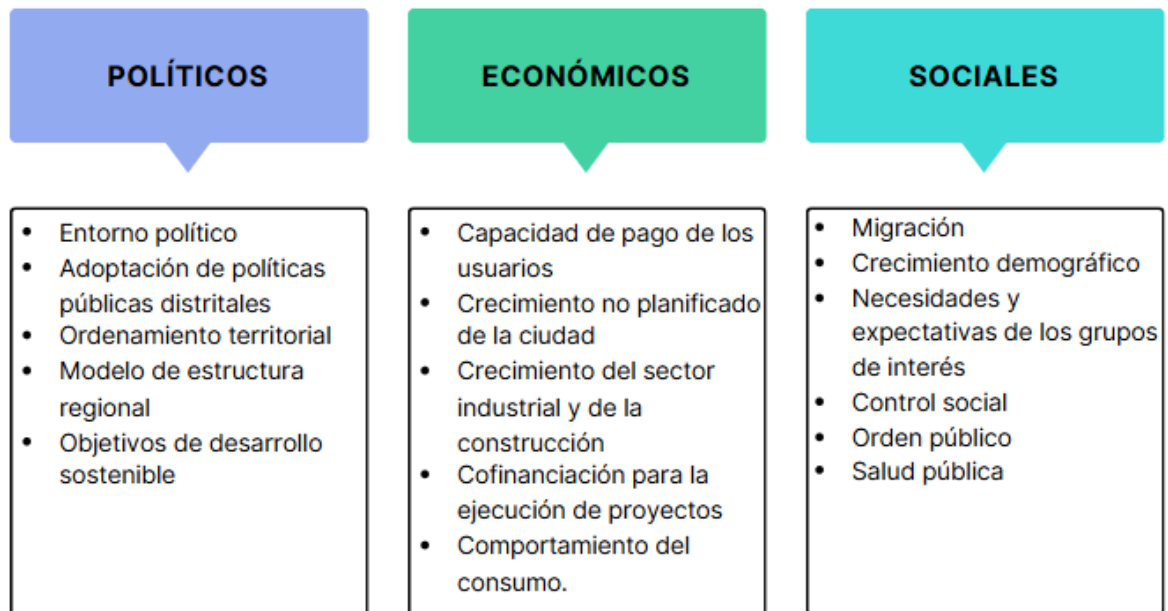 POLÍTICOS
• Entorno político
• Adoptación de políticas
públicas distritales
• Ordenamiento territorial
• Modelo de estructura
regional
• Objetivos de desarrollo
sostenible
ECONÓMICOS
• Capacidad de pago de los
usuarios
• Crecimiento no planificado
de la ciudad
• Crecimiento del sector
industrial y de la
construcción
• Cofinanciación para la
ejecución de proyectos
• Comportamiento del
consumo.
SOCIALES
• Migración
• Crecimiento demográfico
• Necesidades y
expectativas de los grupos
de interés
• Control social
• Orden público
• Salud pública